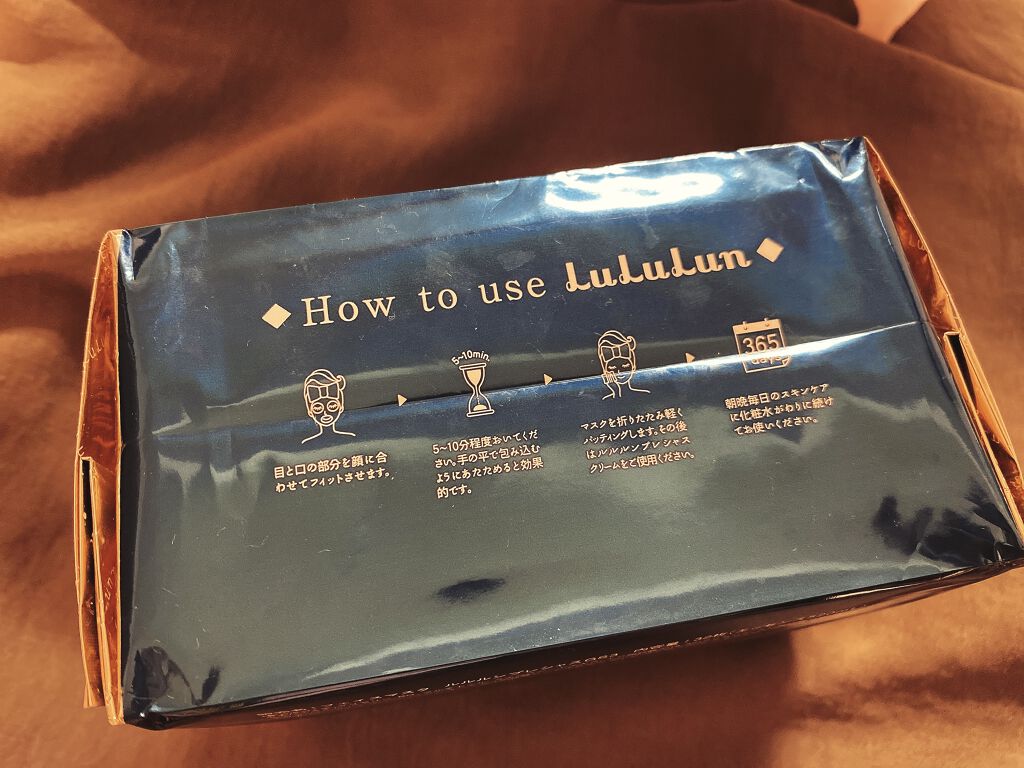 How to use LuLuLun
5~10min.
365
days
目と口の部分を顔に合
わせてフィットさせます。
5~10分程度おいてくだ
さい。手の平で包み込む
ようにあたためると効果
的です。
マスクを折りたたみ軽く
パッティングします。その後
はルルルンプレシャス
クリームをご使用ください。
朝晩毎日のスキンケア
に化粧水がわりに続け
てお使いください。